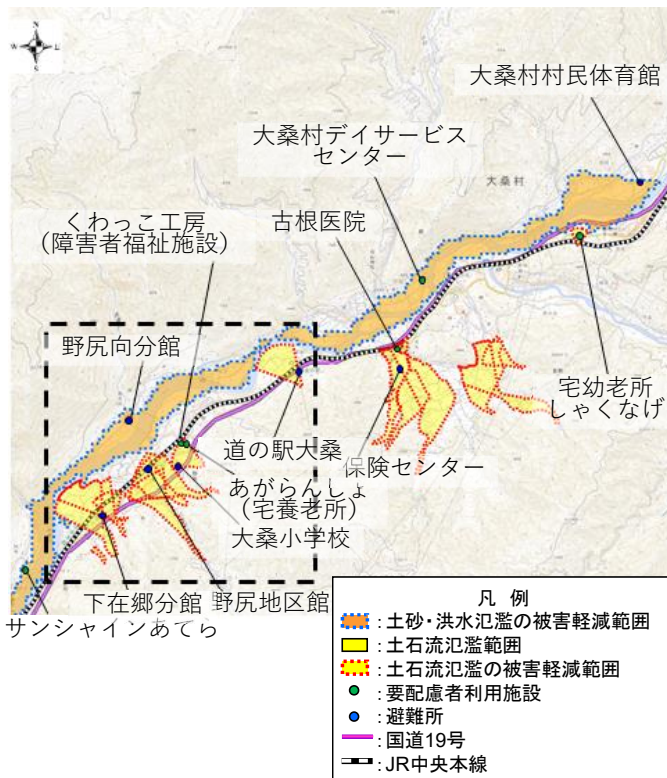 N
W E
S
大桑村村民体育館
大桑村デイサービス
センター
大桑村
くわっこ工房
(障害者福祉施設)
古根医院
野尻向分館
宅幼老所
しゃくなげ
道の駅大桑
保険センター
あがらんしょ
(宅養老所)
大桑小学校
下在郷分館
野尻地区館
サンシャインあてら
凡 例
:土砂・洪水氾濫の被害軽減範囲
:土石流氾濫範囲
:土石流氾濫の被害軽減範囲
:要配慮者利用施設
:避難所
:国道19号
:JR中央本線